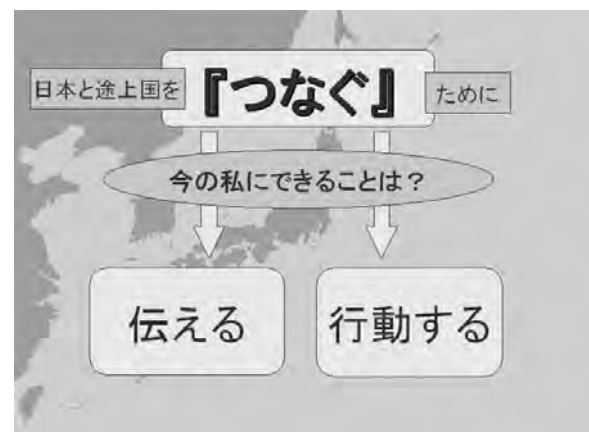 日本と途上国を『つなぐ』ために
今の私にできることは？
伝える
行動する